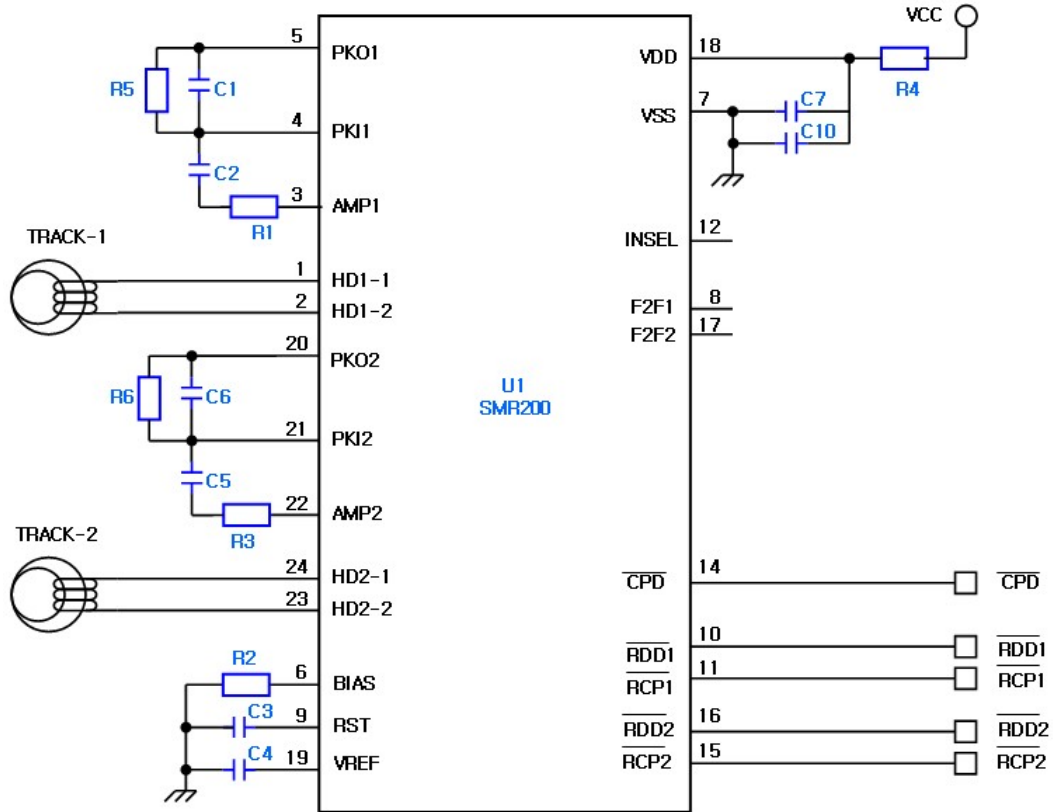 VCC
5
PKO1
VDD
18
R5
C1
R4
7
C7
4
PKI1
VSS
C10
C2
3
AMP1
R1
12
INSEL
TRACK-1
1
HD1-1
2
HD1-2
8
F2F1
17
F2F2
20
PKO2
R6
C6
U1
SMR200
21
PKI2
C5
22
AMP2
R3
TRACK-2
24
HD2-1
23
HD2-2
14
CPD
CPD
10
RDD1
RDD1
R2
6
BIAS
11
RCP1
RCP1
C3
9
RST
16
RDD2
RDD2
C4
19
VREF
15
RCP2
RCP2